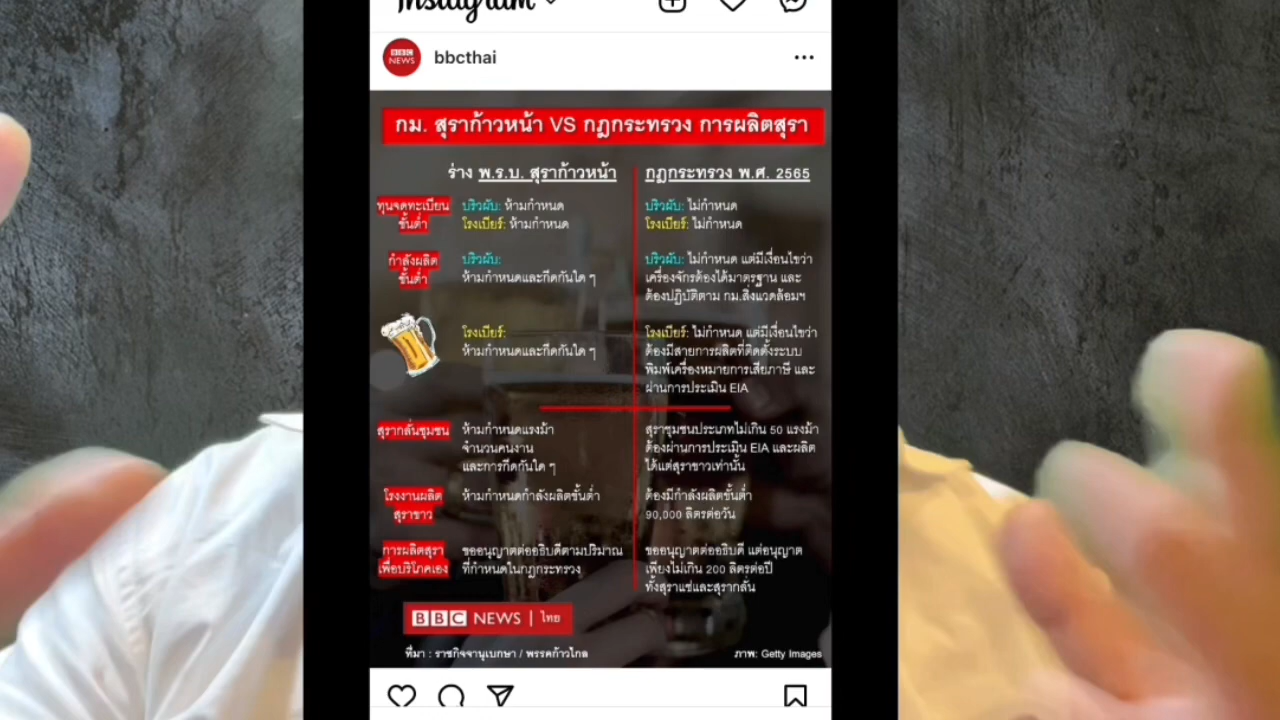 Instagram
BBC NEWS bbcthai
กม. สุราก้าวหน้า VS กฎกระทรวง การผลิตสุรา
ร่าง พ.ร.บ. สุราก้าวหน้า
กฎกระทรวง พ.ศ. 2565
ทุนจดทะเบียน
ขั้นต่ำ
บริวผับ: ห้ามกำหนด
โรงเบียร์: ห้ามกำหนด
บริวผับ: ไม่กำหนด
โรงเบียร์: ไม่กำหนด
กำลังผลิต
ขั้นต่ำ
บริวผับ:
ห้ามกำหนดและกีดกันใด ๆ
บริวผับ: ไม่กำหนด แต่มีเงื่อนไขว่า
เครื่องจักรต้องได้มาตรฐาน และ
ต้องปฏิบัติตาม กม.สิ่งแวดล้อมฯ
โรงเบียร์:
ห้ามกำหนดและกีดกันใด ๆ
โรงเบียร์: ไม่กำหนด แต่มีเงื่อนไขว่า
ต้องมีสายการผลิตที่ติดตั้งระบบ
พิมพ์เครื่องหมายการเสียภาษี และ
ผ่านการประเมิน EIA
สุรากลั่นชุมชน
ห้ามกำหนดแรงม้า
จำนวนคนงาน
และการกีดกันใด ๆ
สุราชุมชนประเภทไม่เกิน 50 แรงม้า
ต้องผ่านการประเมิน EIA และผลิต
ได้แต่สุราขาวเท่านั้น
โรงงานผลิต
สุราขาว
ห้ามกำหนดกำลังผลิตขั้นต่ำ
ต้องมีกำลังผลิตขั้นต่ำ
90,000 ลิตรต่อวัน
การผลิตสุรา
เพื่อบริโภคเอง
ขออนุญาตต่ออธิบดีตามปริมาณ
ที่กำหนดในกฎกระทรวง
ขออนุญาตต่ออธิบดี แต่อนุญาต
เพียงไม่เกิน 200 ลิตรต่อปี
ทั้งสุราแช่และสุรากลั่น
BBC NEWS | ไทย
ที่มา : ราชกิจจานุเบกษา / พรรคก้าวไกล
ภาพ: Getty Images